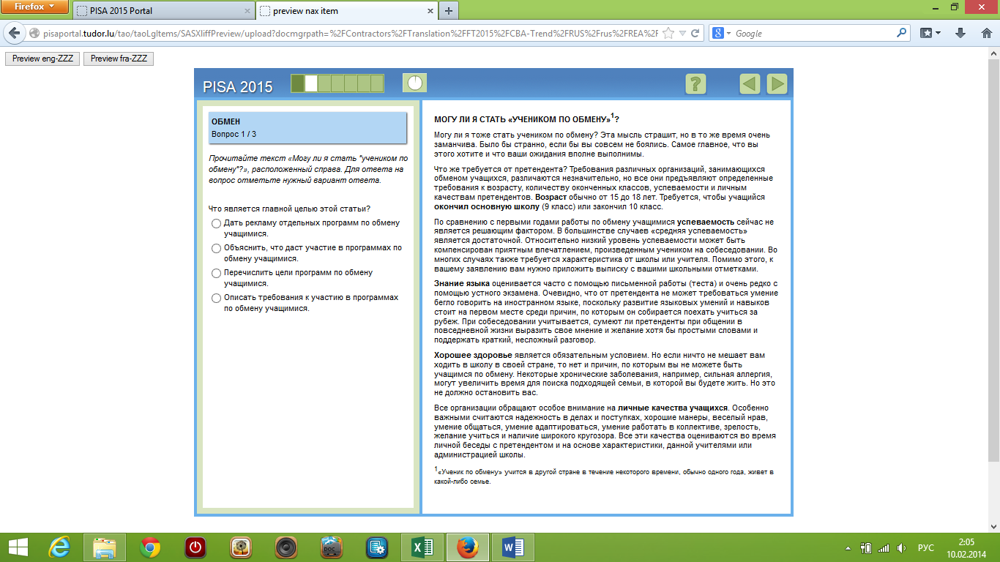 Firefox
PISA 2015 Portal
preview nax item
pisaportal.tudor.lu/tao/taoLgItems/SASXliffPreview/upload?docmgrpath=%2FContractors%2FTranslation%2FFT2015%2FCBA-Trend%2FRUS%2Frus%2FREA%2F
Google
Preview eng-ZZZ
Preview fra-ZZZ
PISA 2015
?
ОБМЕН
Вопрос 1 / 3
Прочитайте текст «Могу ли я стать "учеником по
обмену"?», расположенный справа. Для ответа на
вопрос отметьте нужный вариант ответа.
Что является главной целью этой статьи?
Дать рекламу отдельных программ по обмену
учащимися.
Объяснить, что даст участие в программах по
обмену учащимися.
Перечислить цели программ по обмену
учащимися.
Описать требования к участию в программах
по обмену учащимися.
МОГУ ЛИ Я СТАТЬ «УЧЕНИКОМ ПО ОБМЕНУ»1?
Могу ли я тоже стать учеником по обмену? Эта мысль страшит, но в то же время очень
заманчива. Было бы странно, если бы вы совсем не боялись. Самое главное, что вы
этого хотите и что ваши ожидания вполне выполнимы.
Что же требуется от претендента? Требования различных организаций, занимающихся
обменом учащихся, различаются незначительно, но все они предъявляют определенные
требования к возрасту, количеству оконченных классов, успеваемости и личным
качествам претендентов. Возраст обычно от 15 до 18 лет. Требуется, чтобы учащийся
окончил основную школу (9 класс) или закончил 10 класс.
По сравнению с первыми годами работы по обмену учащимися успеваемость сейчас не
является решающим фактором. В большинстве случаев «средняя успеваемость»
является достаточной. Относительно низкий уровень успеваемости может быть
компенсирован приятным впечатлением, произведенным учеником на собеседовании. Во
многих случаях также требуется характеристика от школы или учителя. Помимо этого, к
вашему заявлению вам нужно приложить выписку с вашими школьными отметками.
Знание языка оценивается часто с помощью письменной работы (теста) и очень редко с
помощью устного экзамена. Очевидно, что от претендента не может требоваться умение
бегло говорить на иностранном языке, поскольку развитие языковых умений и навыков
стоит на первом месте среди причин, по которым он собирается поехать учиться за
рубеж. При собеседовании учитывается, сумеют ли претенденты при общении в
повседневной жизни выразить свое мнение и желание хотя бы простыми словами и
поддержать краткий, несложный разговор.
Хорошее здоровье является обязательным условием. Но если ничто не мешает вам
ходить в школу в своей стране, то нет и причин, по которым вы не можете быть
учащимся по обмену. Некоторые хронические заболевания, например, сильная аллергия,
могут увеличить время для поиска подходящей семьи, в которой вы будете жить. Но это
не должно остановить вас.
Все организации обращают особое внимание на личные качества учащихся. Особенно
важными считаются надежность в делах и поступках, хорошие манеры, веселый нрав,
умение общаться, умение адаптироваться, умение работать в коллективе, зрелость,
желание учиться и наличие широкого кругозора. Все эти качества оцениваются во время
личной беседы с претендентом и на основе характеристики, данной учителями или
администрацией школы.
1«Ученик по обмену» учится в другой стране в течение некоторого времени, обычно одного года, живет в
какой-либо семье.
DOC
РУС
2:05
10.02.2014